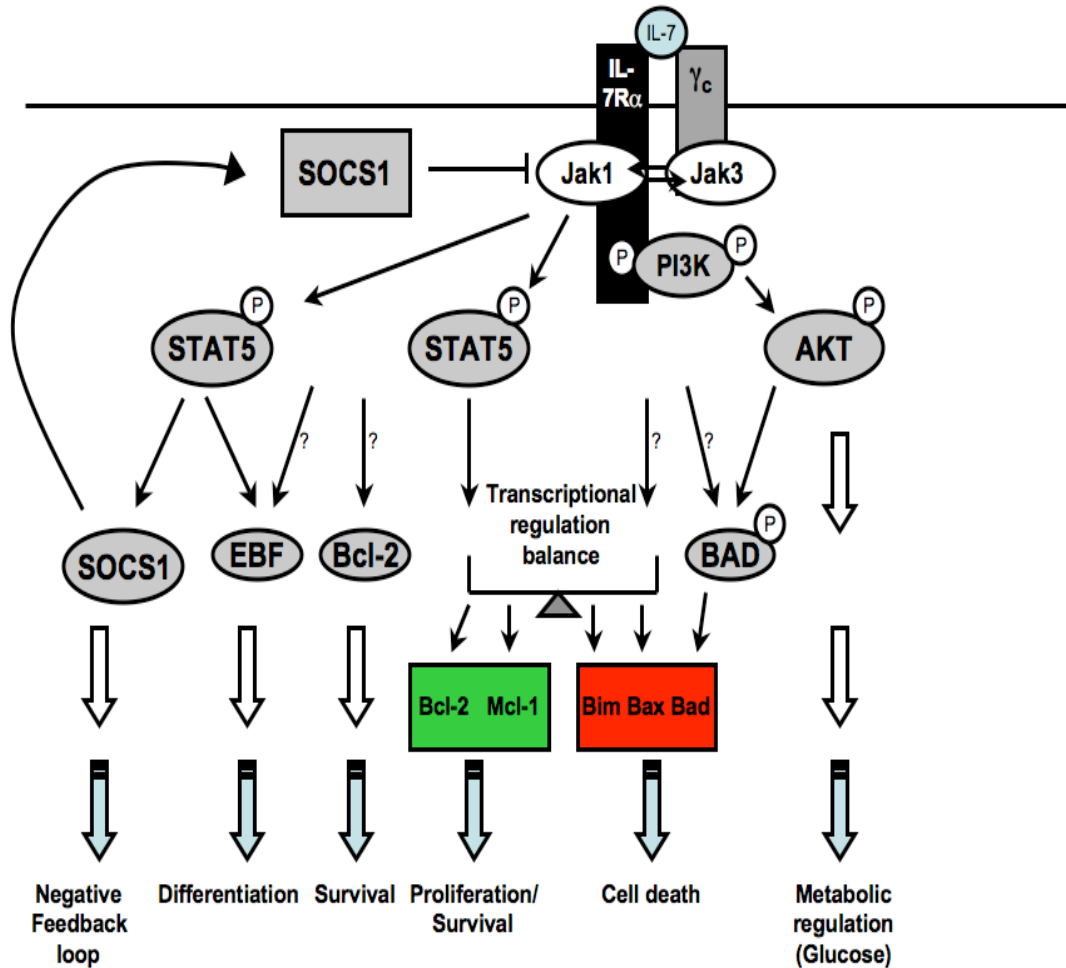 IL-7
IL-
7Rα
γc
SOCS1
Jak1
Jak3
P
PI3K
P
P
STAT5
P
STAT5
P
AKT
?
?
?
?
Transcriptional
regulation
balance
P
SOCS1
EBF
Bcl-2
BAD
Bcl-2 Mcl-1
Bim Bax Bad
Negative
Feedback
loop
Differentiation
Survival
Proliferation/
Survival
Cell death
Metabolic
regulation
(Glucose)